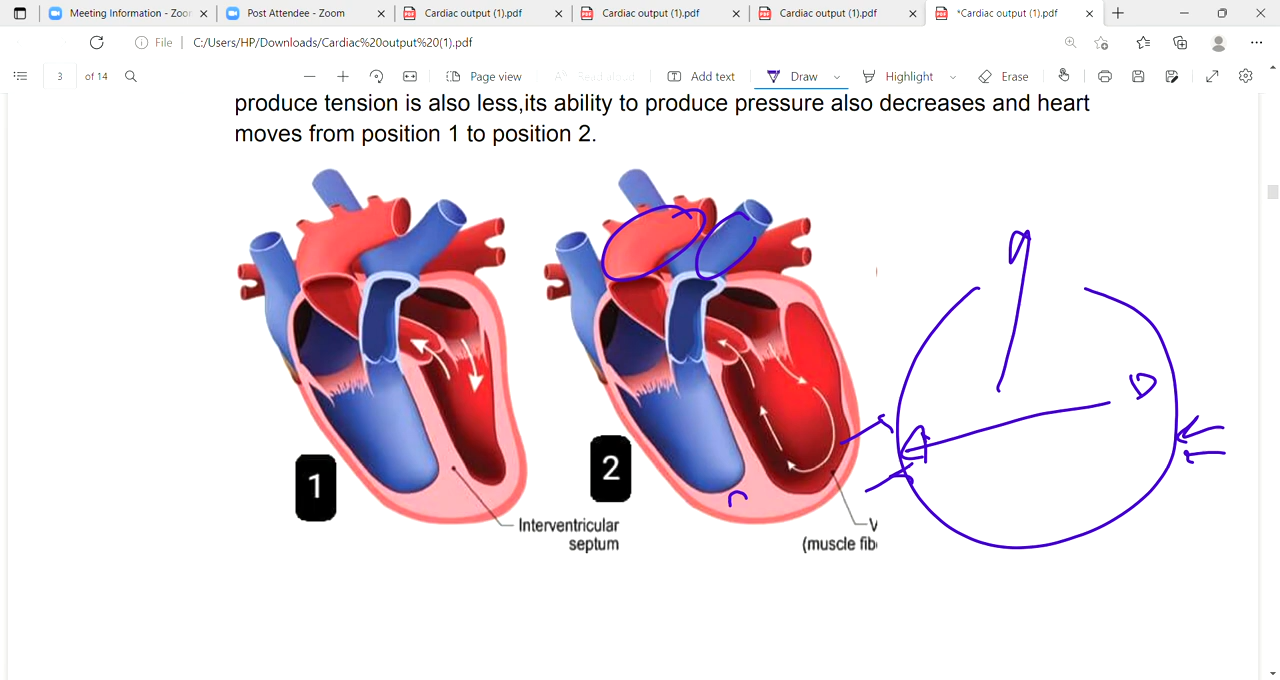 Meeting Information - Zoor
Post Attendee - Zoom
Cardiac output (1).pdf
Cardiac output (1).pdf
Cardiac output (1).pdf
*Cardiac output (1).pdf
File
C:/Users/HP/Downloads/Cardiac%20output%20(1).pdf
3 of 14
Page view
Read aloud
Add text
Draw
Highlight
Erase
produce tension is also less,its ability to produce pressure also decreases and heart
moves from position 1 to position 2.
1
2
Interventricular
septum
V
(muscle fib